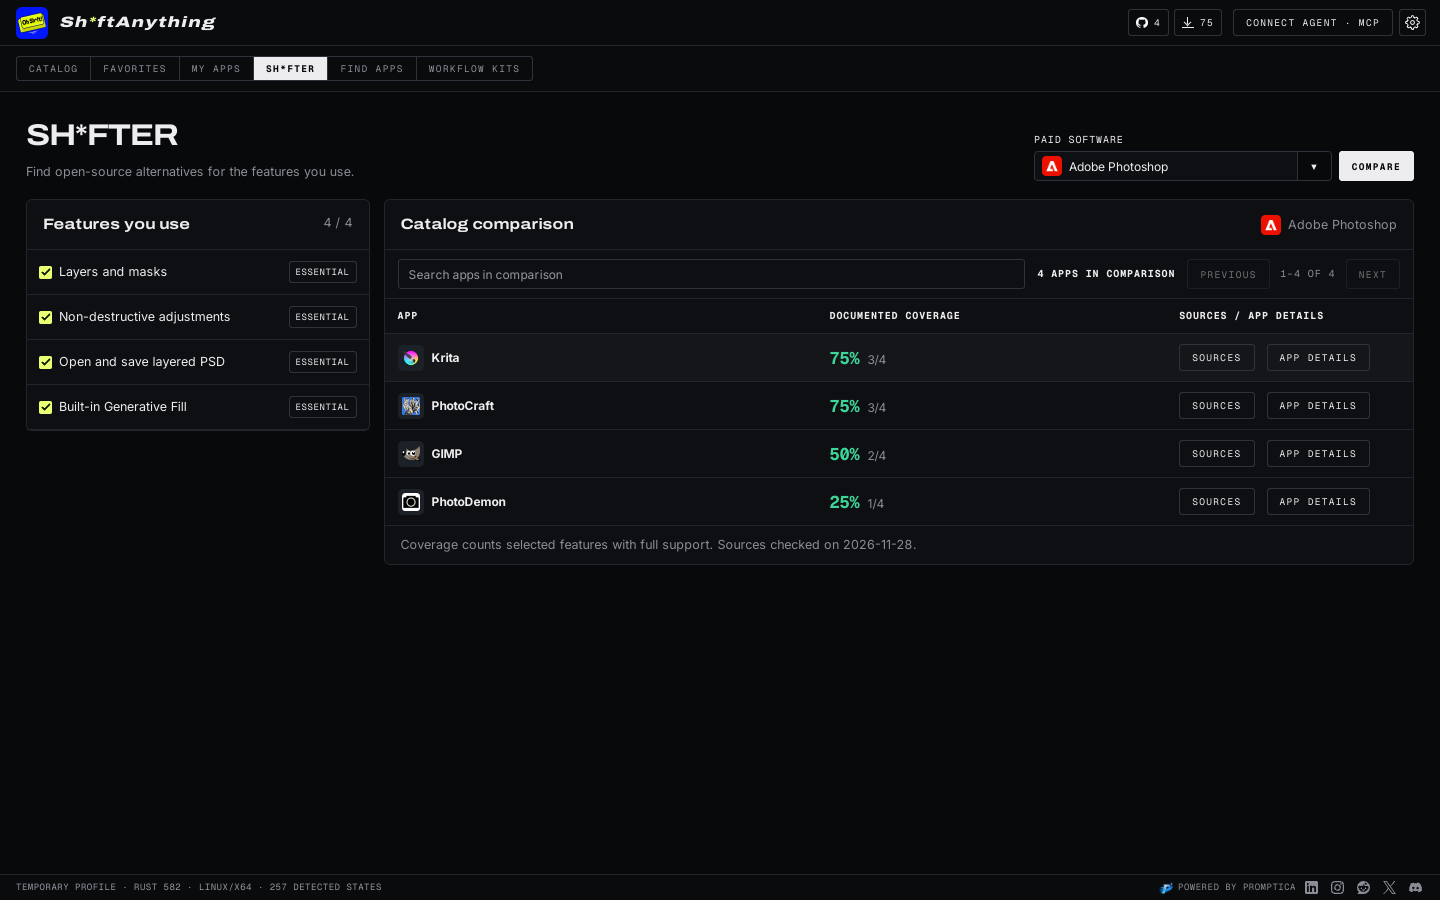 Sh*ftAnything
4
75
CONNECT AGENT · MCP
CATALOG
FAVORITES
MY APPS
SH*FTER
FIND APPS
WORKFLOW KITS
SH*FTER
Find open-source alternatives for the features you use.
PAID SOFTWARE
Adobe Photoshop
COMPARE
Features you use
4 / 4
Layers and masks
ESSENTIAL
Non-destructive adjustments
ESSENTIAL
Open and save layered PSD
ESSENTIAL
Built-in Generative Fill
ESSENTIAL
Catalog comparison
Adobe Photoshop
Search apps in comparison
4 APPS IN COMPARISON
PREVIOUS
1-4 OF 4
NEXT
APP
DOCUMENTED COVERAGE
SOURCES / APP DETAILS
Krita
75% 3/4
SOURCES
APP DETAILS
PhotoCraft
75% 3/4
SOURCES
APP DETAILS
GIMP
50% 2/4
SOURCES
APP DETAILS
PhotoDemon
25% 1/4
SOURCES
APP DETAILS
Coverage counts selected features with full support. Sources checked on 2026-11-28.
TEMPORARY PROFILE · RUST 582 · LINUX/X64 · 257 DETECTED STATES
POWERED BY PROMPTICA